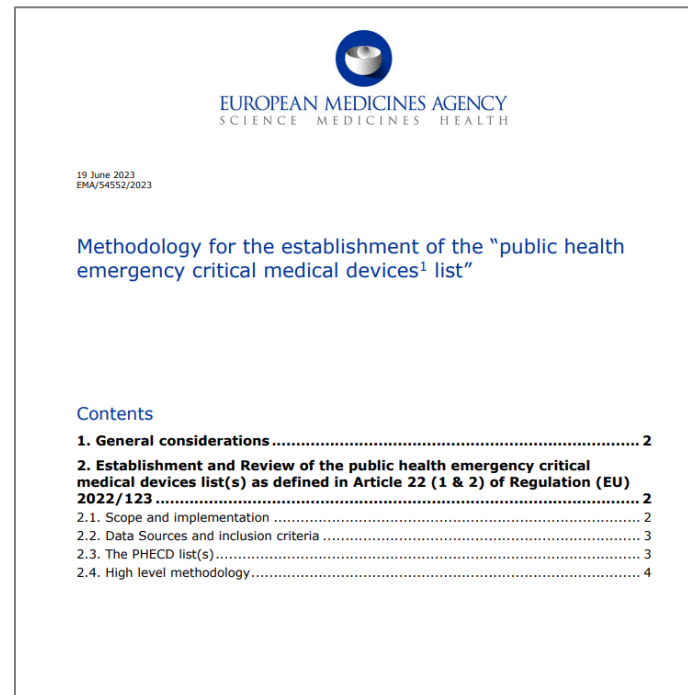 EUROPEAN MEDICINES AGENCY
SCIENCE MEDICINES HEALTH
19 June 2023
EMA/54552/2023
Methodology for the establishment of the “public health
emergency critical medical devices¹ list”
Contents
1. General considerations ..................................................................... 2
2. Establishment and Review of the public health emergency critical
medical devices list(s) as defined in Article 22 (1 & 2) of Regulation (EU)
2022/123 ........................................................................................... 2
2.1. Scope and implementation ..................................................................... 2
2.2. Data Sources and inclusion criteria ........................................................... 3
2.3. The PHECD list(s) ................................................................................ 3
2.4. High level methodology .......................................................................... 4